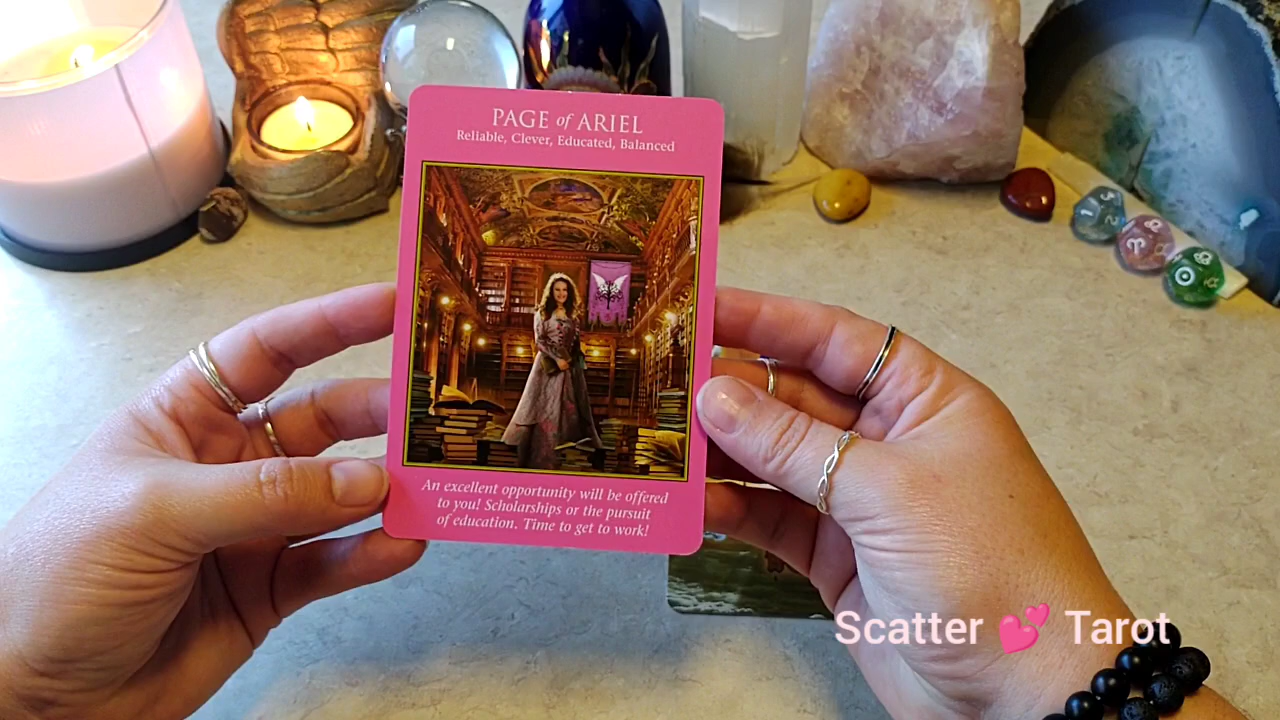 PAGE of ARIEL
Reliable, Clever, Educated, Balanced
An excellent opportunity will be offered
to you! Scholarships or the pursuit
of education. Time to get to work!
Scatter 💕 Tarot